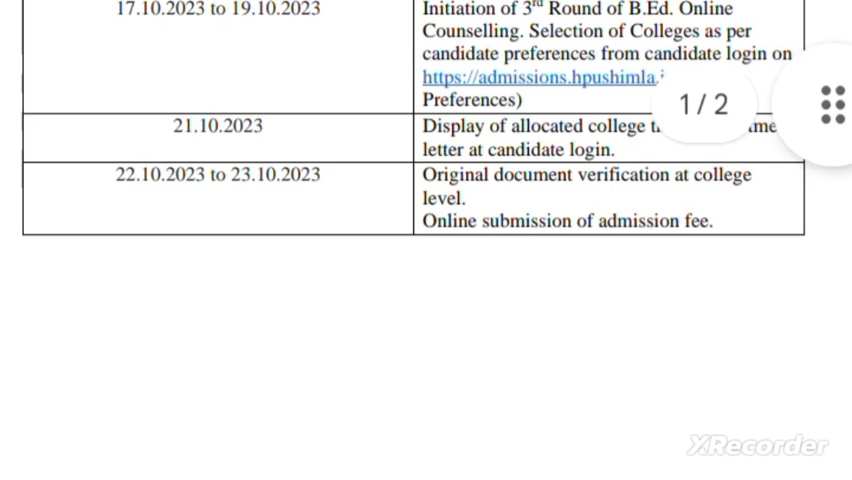 17.10.2023 to 19.10.2023
Initiation of 3rd Round of B.Ed. Online
Counselling. Selection of Colleges as per
candidate preferences from candidate login on
https://admissions.hpushimla.
Preferences)
21.10.2023
Display of allocated college
letter at candidate login.
22.10.2023 to 23.10.2023
Original document verification at college
level.
Online submission of admission fee.
1 / 2
XRecorder